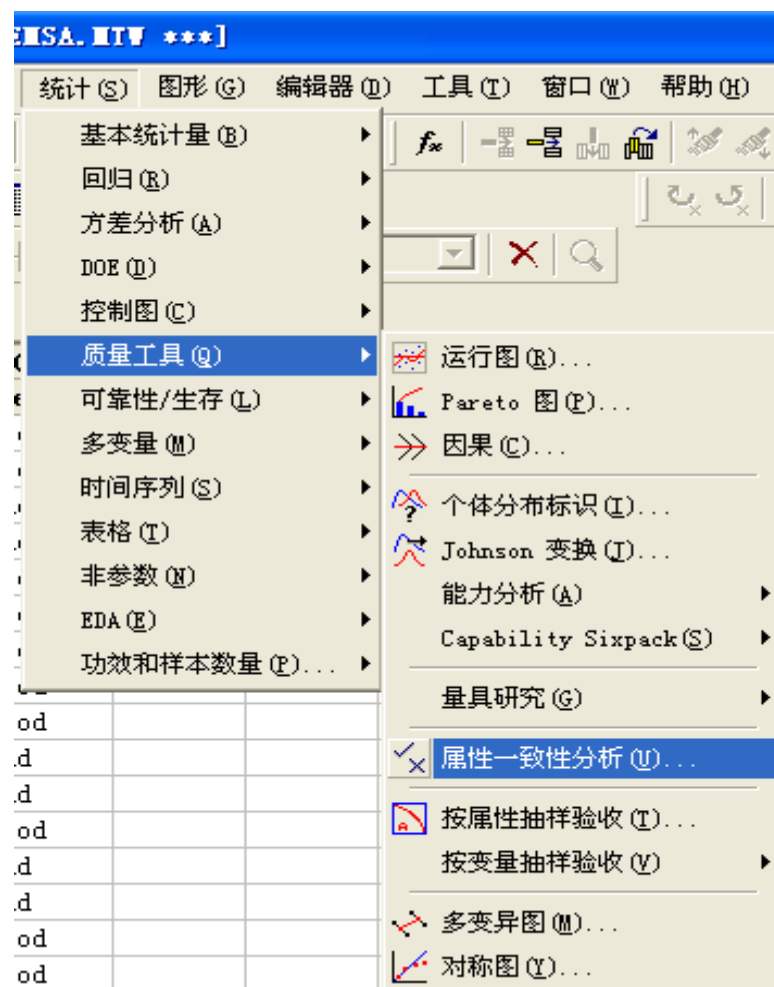 EMSA.MTW ***]
统计(S) 图形(G) 编辑器(D) 工具(T) 窗口(W) 帮助(H)
基本统计量(B)
回归(R)
方差分析(A)
DOE(D)
控制图(C)
质量工具(Q)
可靠性/生存(L)
多变量(M)
时间序列(S)
表格(T)
非参数(N)
EDA(E)
功效和样本数量(P)...
运行图(R)...
Pareto 图(P)...
因果(C)...
个体分布标识(I)...
Johnson 变换(J)...
能力分析(A)
Capability Sixpack(S)
量具研究(G)
属性一致性分析(U)...
按属性抽样验收(T)...
按变量抽样验收(V)
多变异图(M)...
对称图(Y)...
od
d
d
od
d
d
od
od